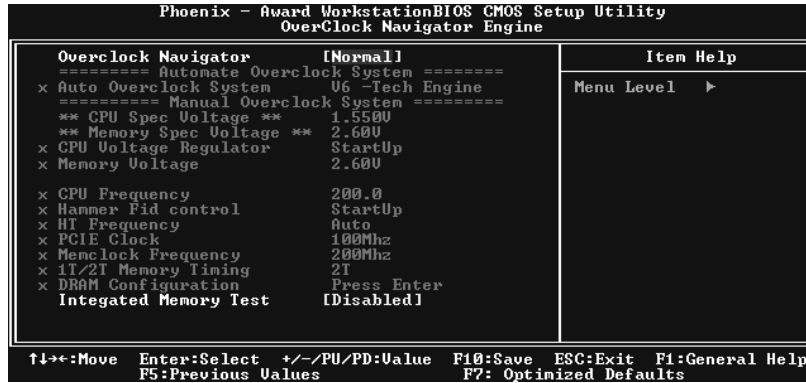 Phoenix - Award WorkstationBIOS CMOS Setup Utility
OverClock Navigator Engine
Overclock Navigator [Normal]
========= Automate Overclock System ========
x Auto Overclock System V6 -Tech Engine
========== Manual Overclock System =========
** CPU Spec Voltage ** 1.550V
** Memory Spec Voltage ** 2.60V
x CPU Voltage Regulator StartUp
x Memory Voltage 2.60V
x CPU Frequency 200.0
x Hammer Fid control StartUp
x HT Frequency Auto
x PCIE Clock 100Mhz
x Memclock Frequency 200Mhz
x 1T/2T Memory Timing 2T
x DRAM Configuration Press Enter
Integated Memory Test [Disabled]
Item Help
Menu Level ▶
↑↓→←:Move Enter:Select +/-/PU/PD:Value F10:Save ESC:Exit F1:General Help
F5:Previous Values F7: Optimized Defaults